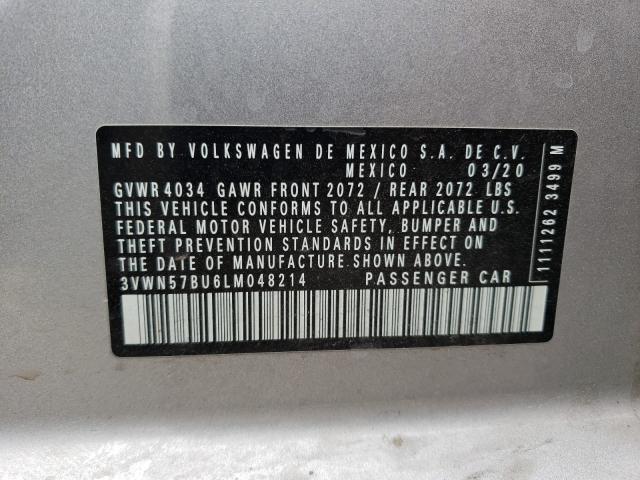 MFD BY VOLKSWAGEN DE MEXICO S.A. DE C.V.
MEXICO 03/20
GVWR 4034 GAWR FRONT 2072 / REAR 2072 LBS
THIS VEHICLE CONFORMS TO ALL APPLICABLE U.S.
FEDERAL MOTOR VEHICLE SAFETY, BUMPER AND
THEFT PREVENTION STANDARDS IN EFFECT ON
THE DATE OF MANUFACTURE SHOWN ABOVE.
3VWN57BU6LM048214 PASSENGER CAR
1111262 3499 M